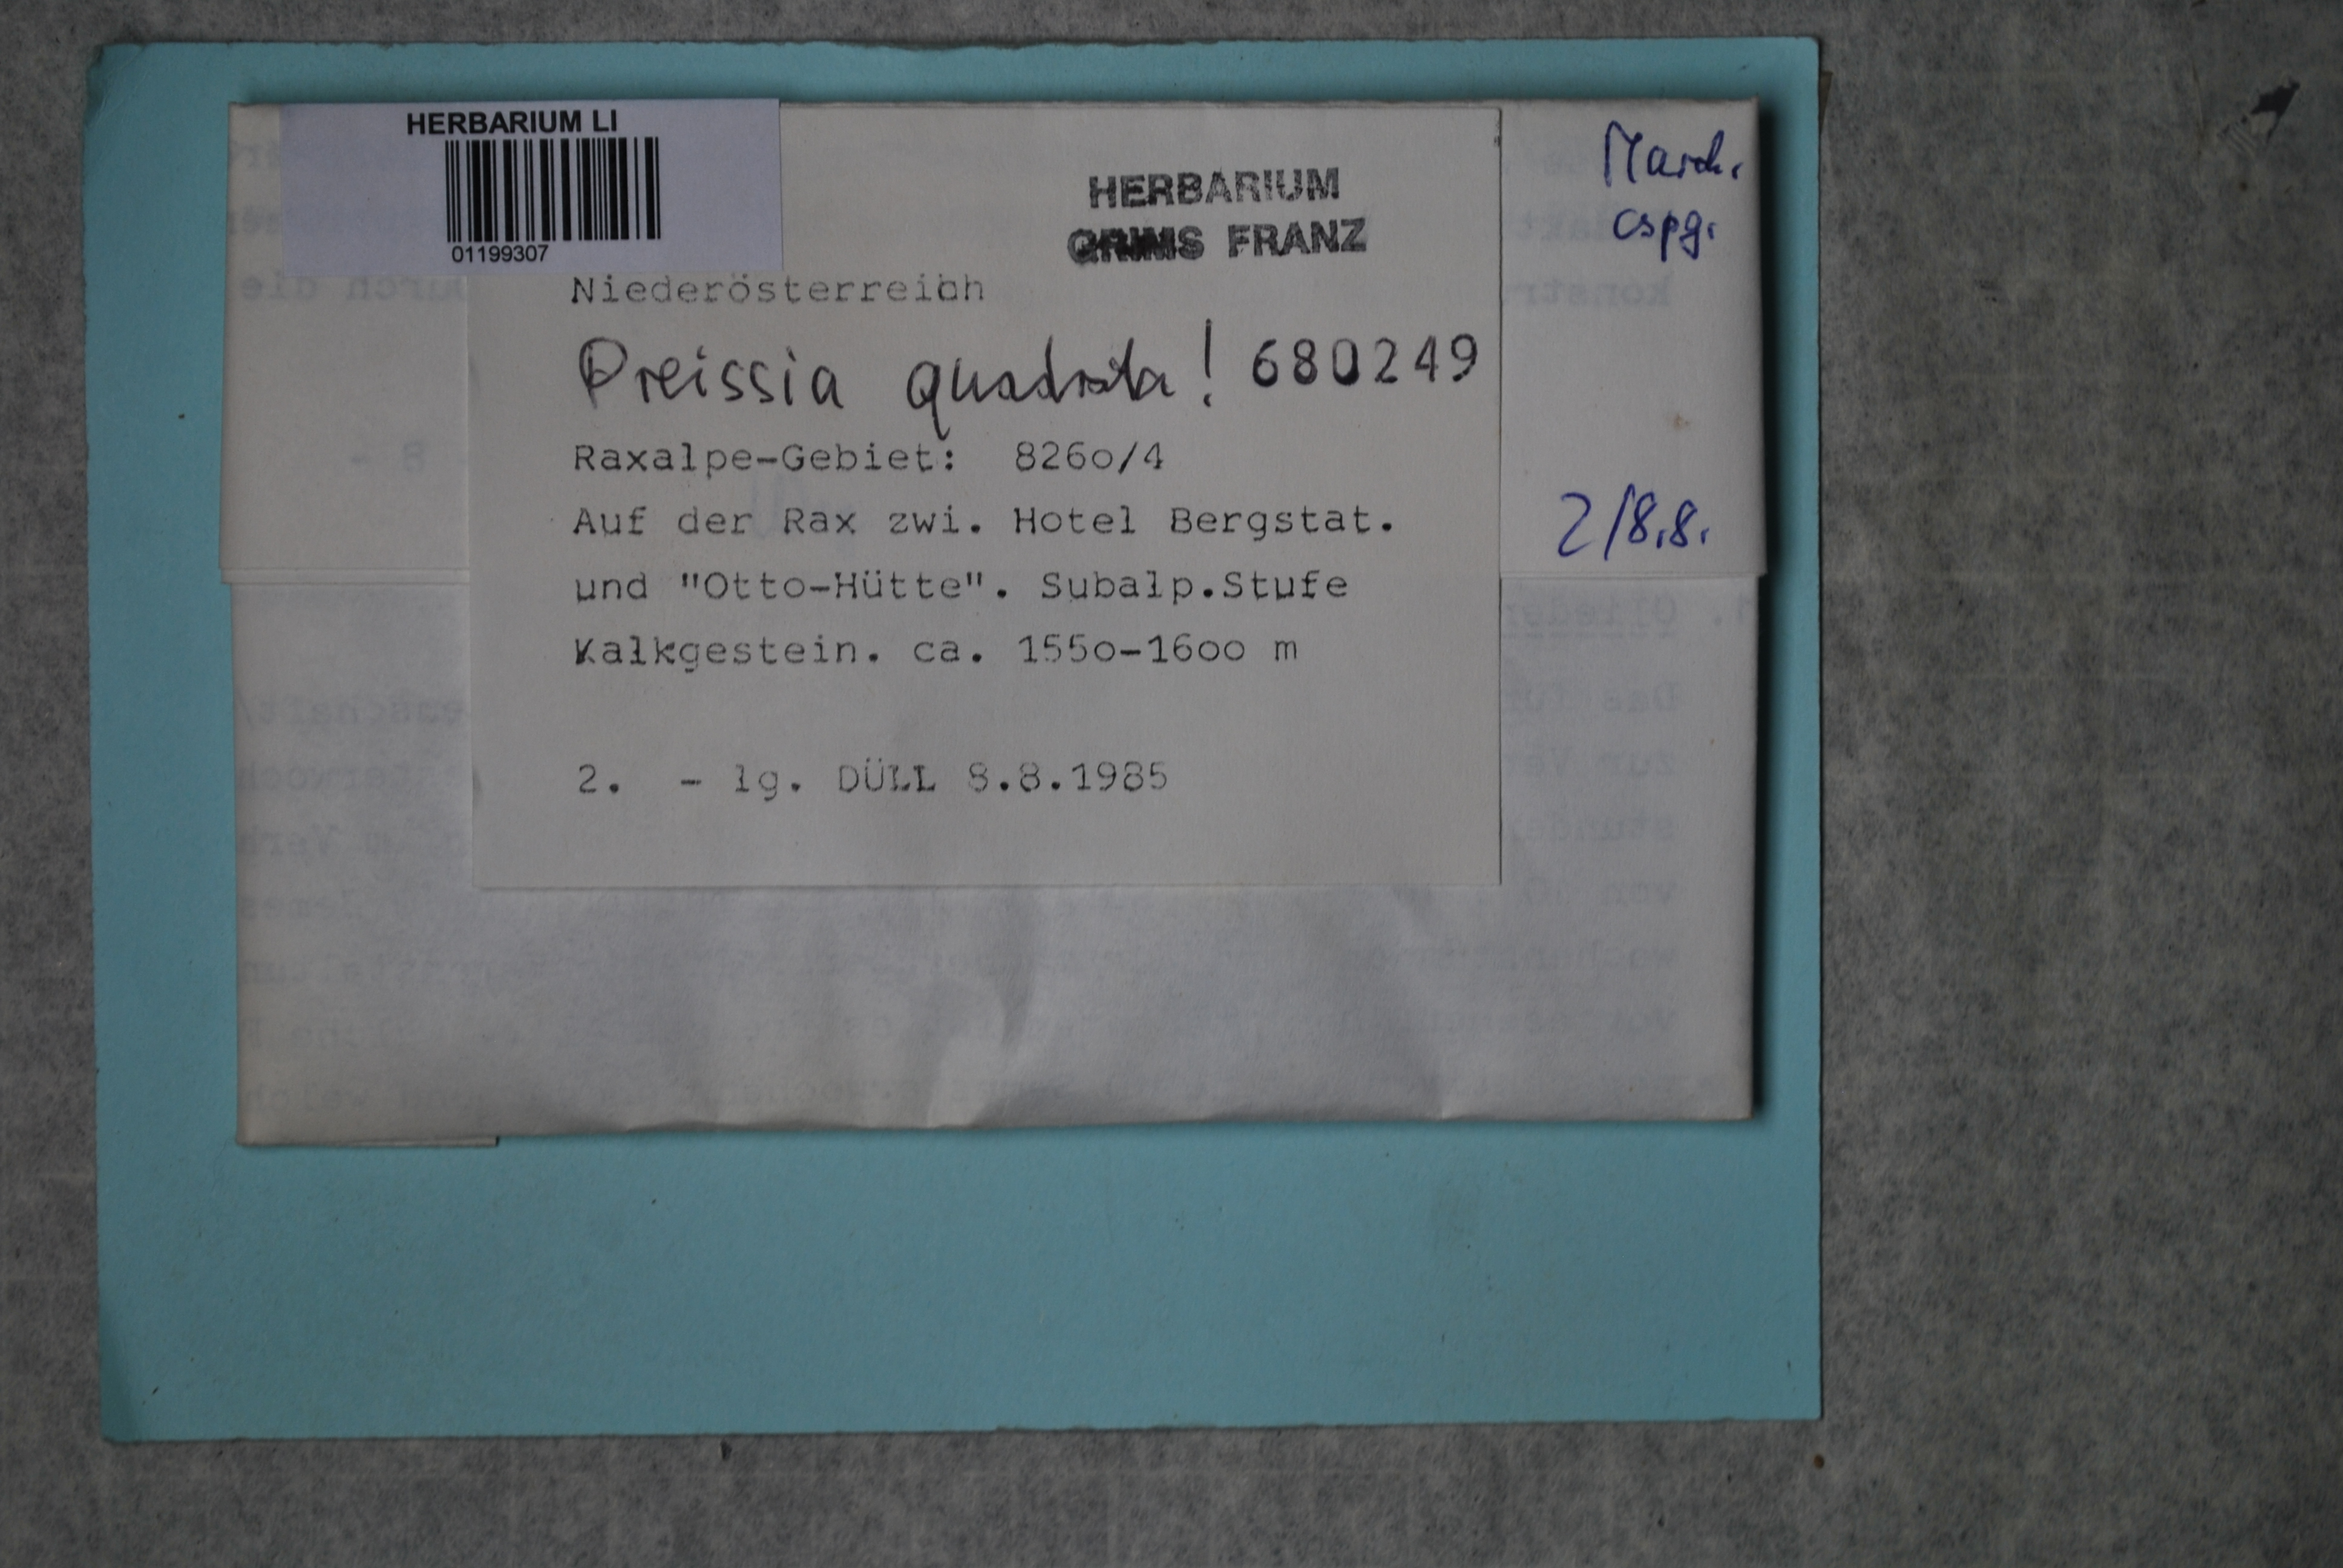 HERBARIUM LI
01199307
HERBARIUM
GRIMS FRANZ
March.
cspg.
Niederösterreich
Preissia quadrata! 680249
Raxalpe-Gebiet: 826o/4
Auf der Rax zwi. Hotel Bergstat.
und "Otto-Hütte". Subalp.Stufe
Kalkgestein. ca. 155o-16oo m
2/8.8.
2. - lg. DÜLL 8.8.1985